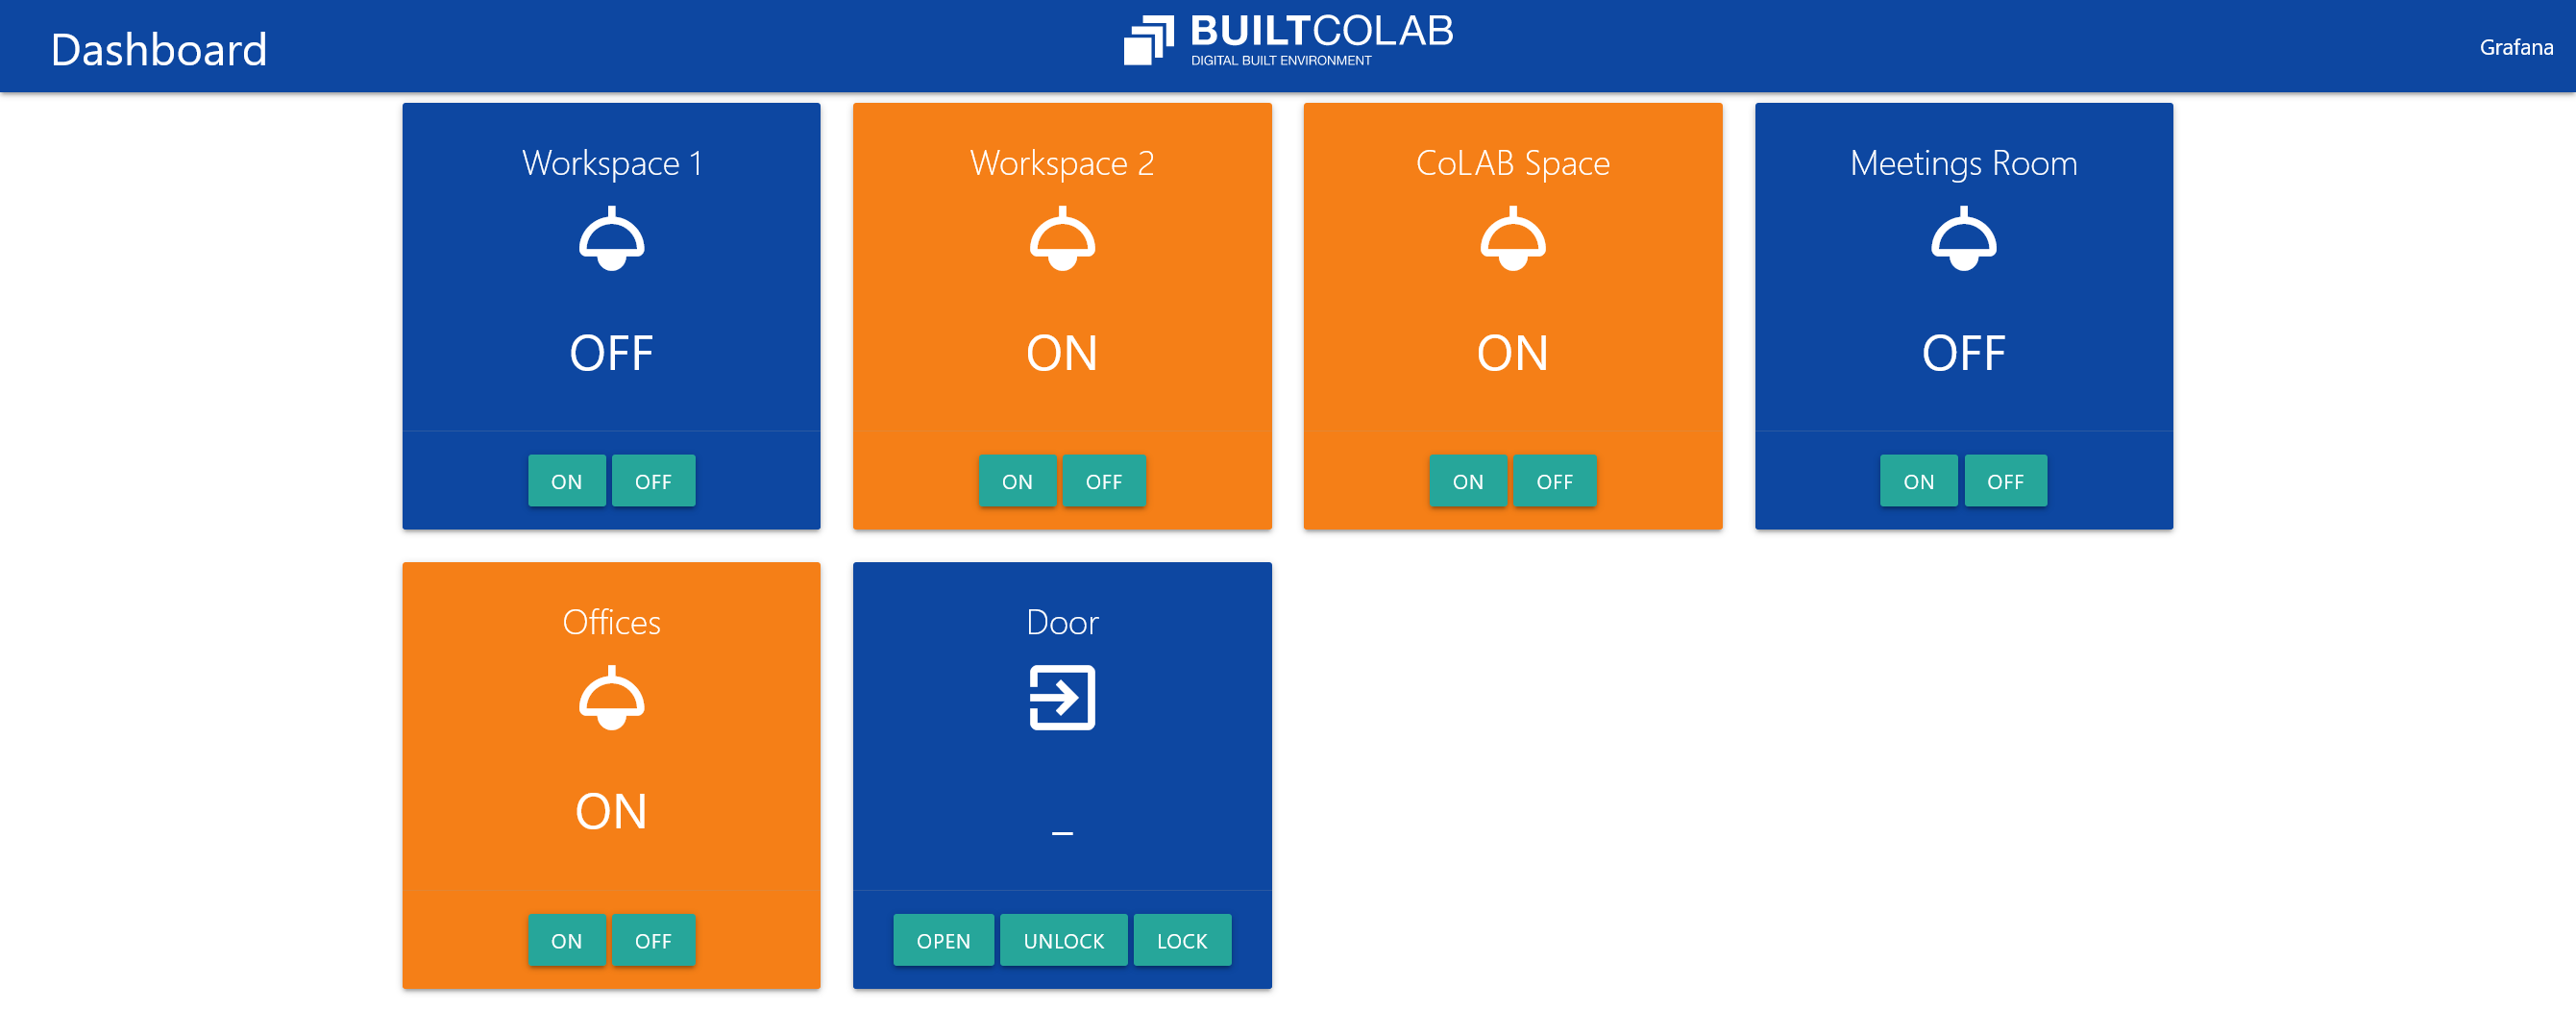 Dashboard
BUILTCOLAB
DIGITAL BUILT ENVIRONMENT
Grafana
Workspace 1
OFF
ON OFF
Workspace 2
ON
ON OFF
CoLAB Space
ON
ON OFF
Meetings Room
OFF
ON OFF
Offices
ON
ON OFF
Door
_
OPEN UNLOCK LOCK